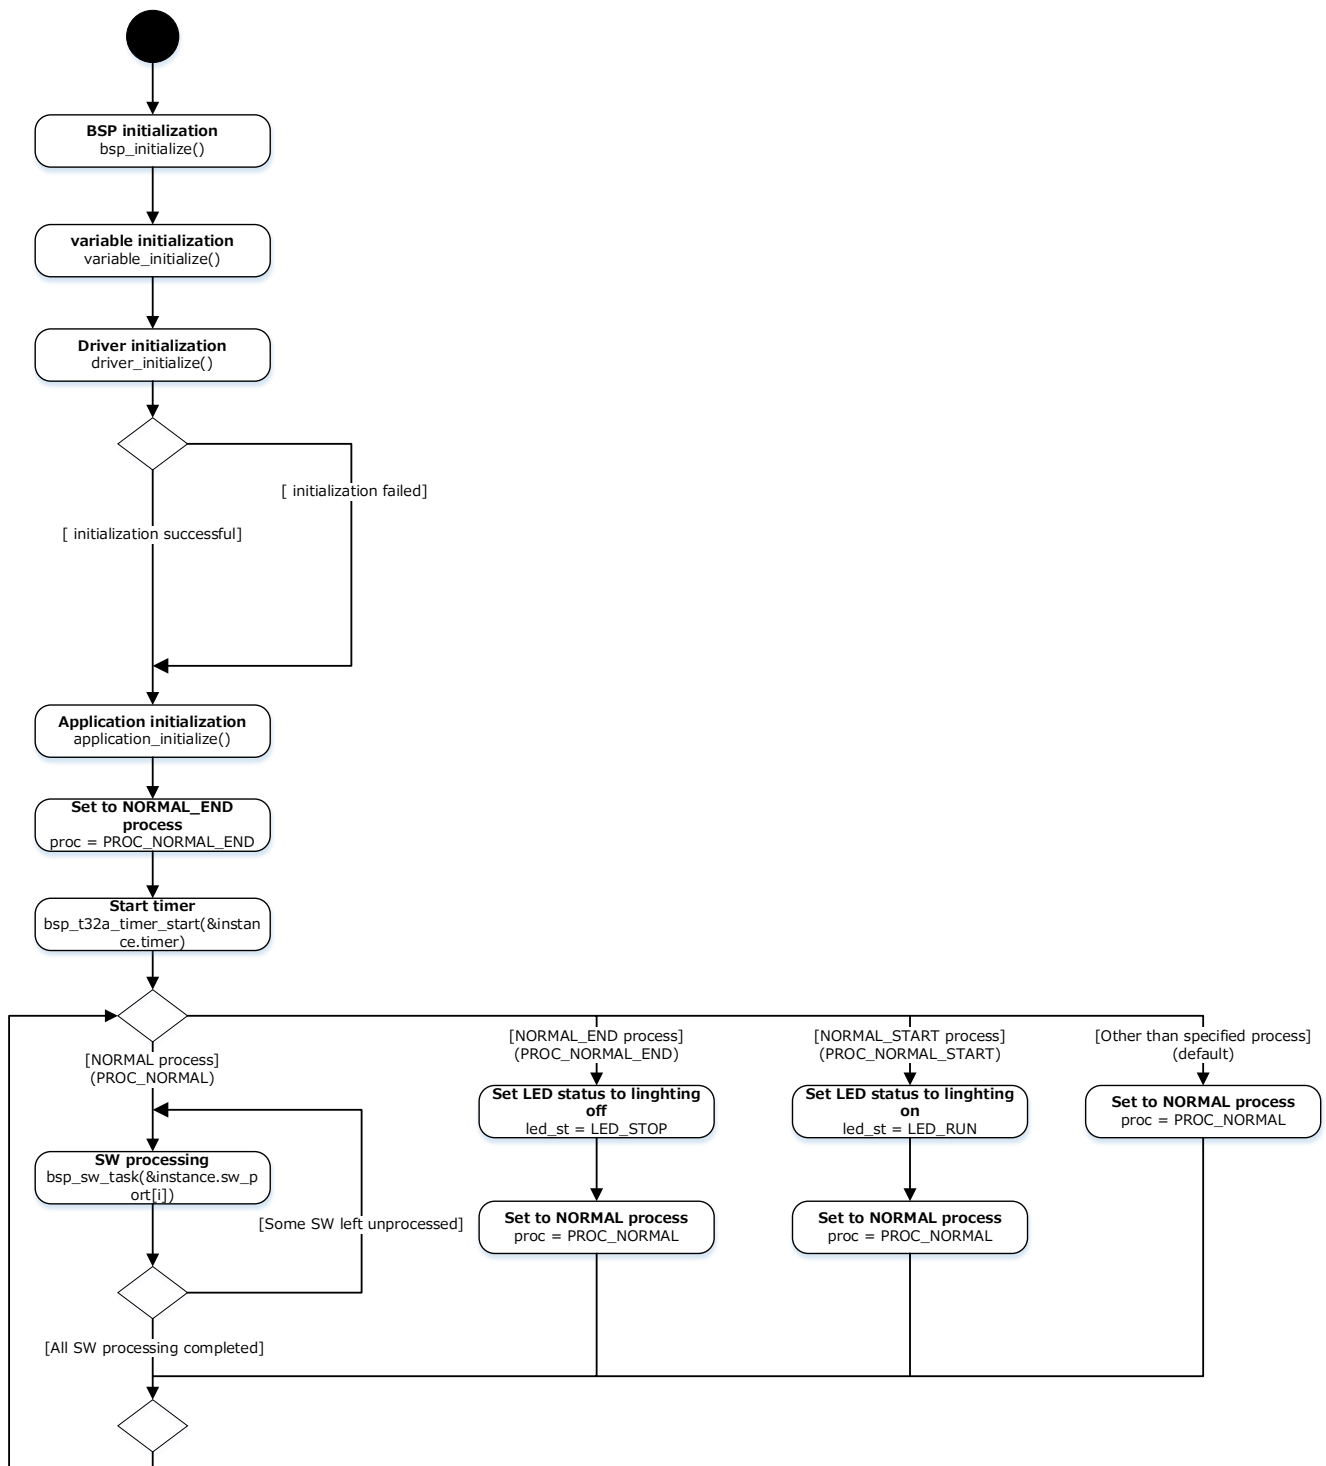 BSP initialization
bsp_initialize()
variable initialization
variable_initialize()
Driver initialization
driver_initialize()
[ initialization failed]
[ initialization successful]
Application initialization
application_initialize()
Set to NORMAL_END
process
proc = PROC_NORMAL_END
Start timer
bsp_t32a_timer_start(&instan
ce.timer)
[NORMAL process]
(PROC_NORMAL)
[NORMAL_END process]
(PROC_NORMAL_END)
[NORMAL_START process]
(PROC_NORMAL_START)
[Other than specified process]
(default)
Set LED status to linghting
off
led_st = LED_STOP
Set LED status to linghting
on
led_st = LED_RUN
Set to NORMAL process
proc = PROC_NORMAL
SW processing
bsp_sw_task(&instance.sw_p
ort[i])
[Some SW left unprocessed]
Set to NORMAL process
proc = PROC_NORMAL
Set to NORMAL process
proc = PROC_NORMAL
[All SW processing completed]